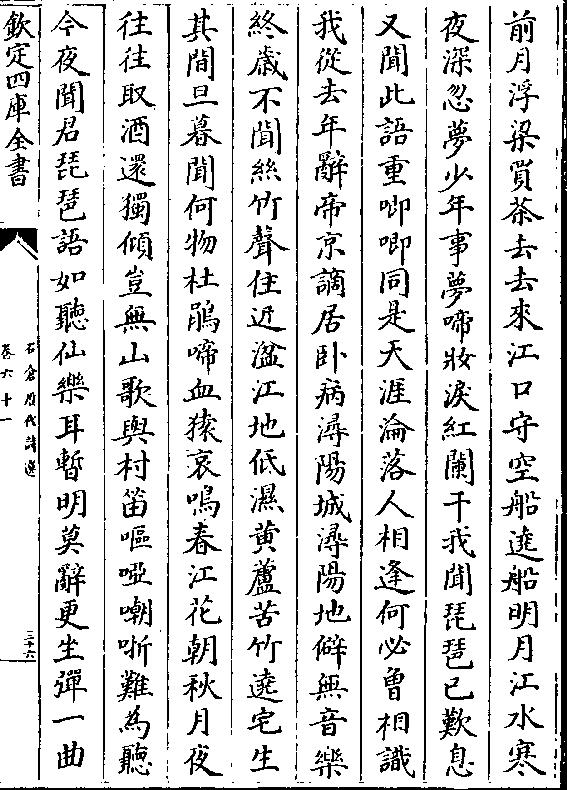 前月浮梁買茶去去來江口守空船遶船明月江水寒
夜深忽夢少年事夢啼妝淚紅闌干我聞琵琶已歎息
又聞此語重唧唧同是天涯淪落人相逢何必曾相識
我從去年辭帝京謫居卧病潯陽城潯陽地僻無音樂
終歲不聞絲竹聲住近湓江地低濕黄蘆苦竹遶宅生
其間旦暮聞何物杜鵑啼血猿哀鳴春江花朝秋月夜
往往取酒還獨傾豈無山歌與村笛嘔啞嘲哳難為聽
今夜聞君琵琶語如聽仙樂耳暫明莫辭更坐彈一曲
欽定四庫全書
石倉歷代詩選
卷六十一
三十六